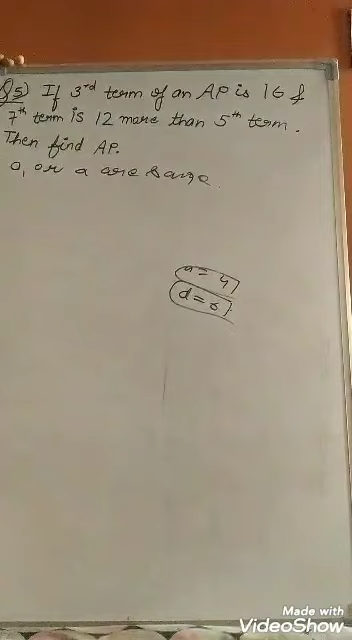 Q5) If 3rd term of an AP is 16 &
7th term is 12 more than 5th term.
Then find AP.
a, or a are same
a = 4
d = 6
Made with
VideoShow